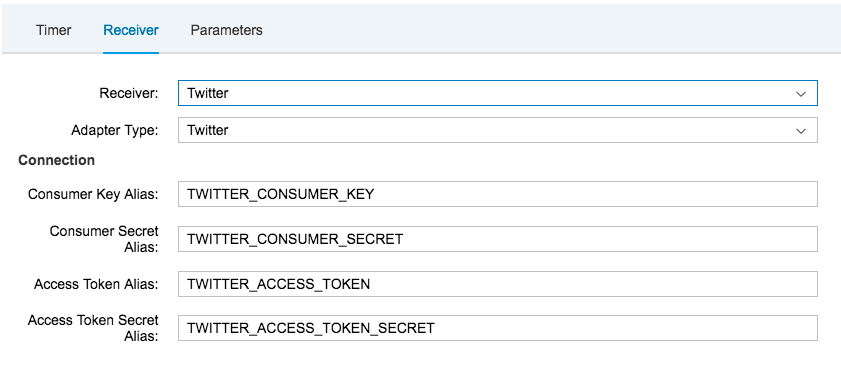 Timer Receiver Parameters
Receiver: Twitter
Adapter Type: Twitter
Connection
Consumer Key Alias: TWITTER_CONSUMER_KEY
Consumer Secret
Alias: TWITTER_CONSUMER_SECRET
Access Token Alias: TWITTER_ACCESS_TOKEN
Access Token Secret
Alias: TWITTER_ACCESS_TOKEN_SECRET